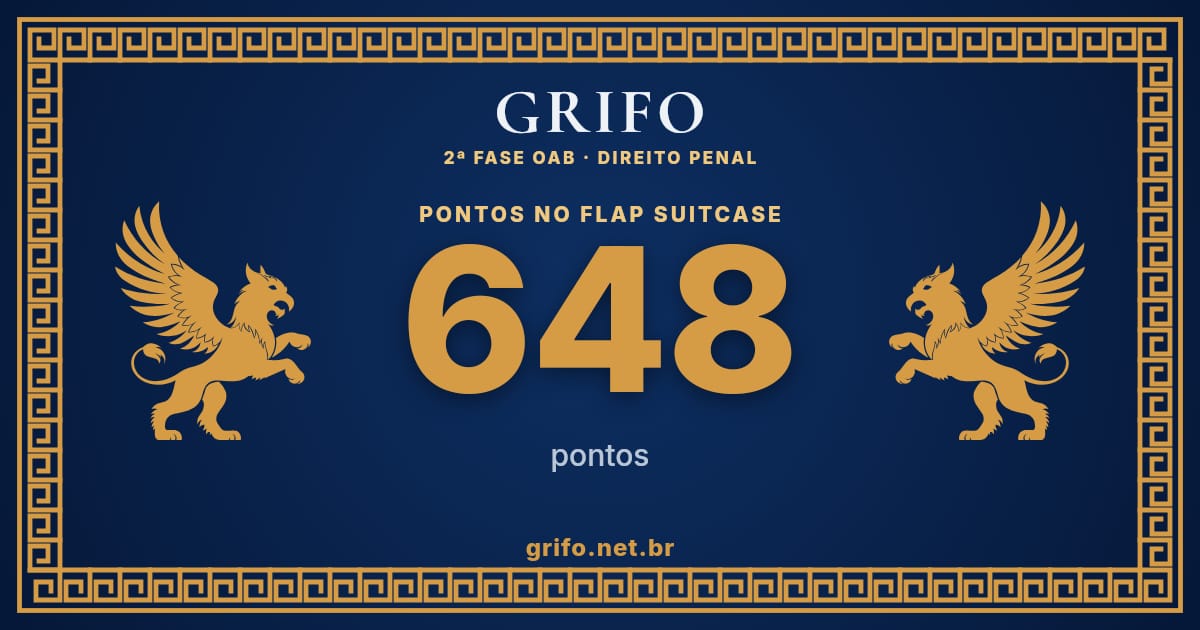 GRIFO
2ª FASE OAB · DIREITO PENAL
PONTOS NO FLAP SUITCASE
648
pontos
grifo.net.br